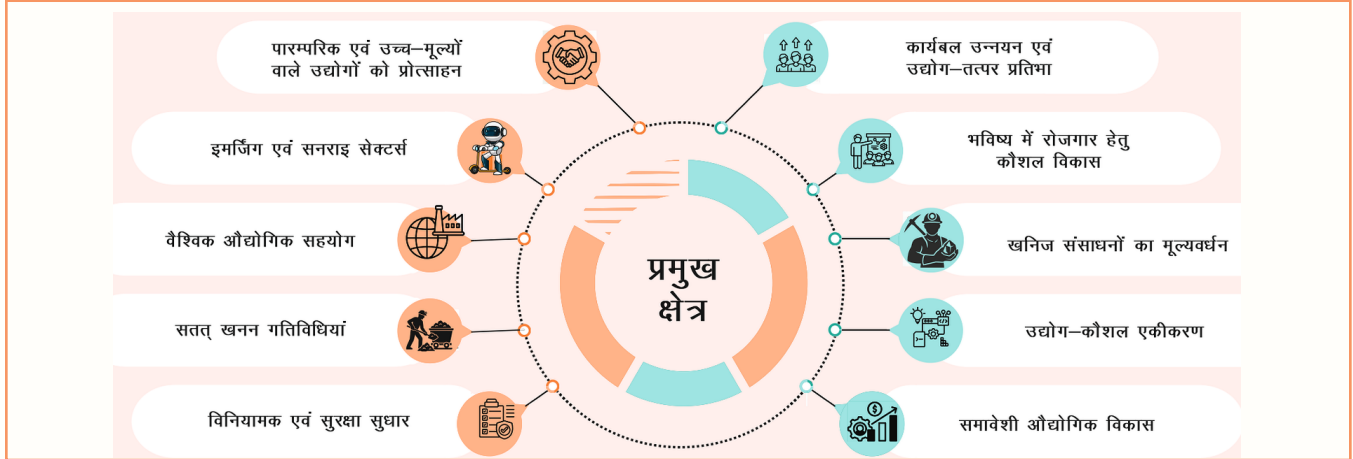 पारम्परिक एवं उच्च–मूल्यों
वाले उद्योगों को प्रोत्साहन
इमर्जिंग एवं सनराइ सेक्टर्स
वैश्विक औद्योगिक सहयोग
सतत् खनन गतिविधियां
विनियामक एवं सुरक्षा सुधार
प्रमुख
क्षेत्र
कार्यबल उन्नयन एवं
उद्योग–तत्पर प्रतिभा
भविष्य में रोजगार हेतु
कौशल विकास
खनिज संसाधनों का मूल्यवर्धन
उद्योग–कौशल एकीकरण
समावेशी औद्योगिक विकास